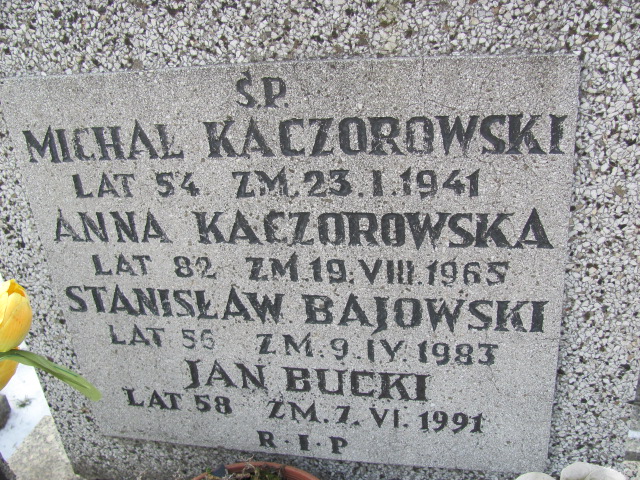 Ś.P.
MICHAŁ KACZOROWSKI
LAT 54 ZM. 23.I.1941
ANNA KACZOROWSKA
LAT 82 ZM 19.VIII.1965
STANISŁAW BAJOWSKI
LAT 56 ZM. 9.IV.1983
JAN BUCKI
LAT 58 ZM. 7.VI.1991
R.I.P